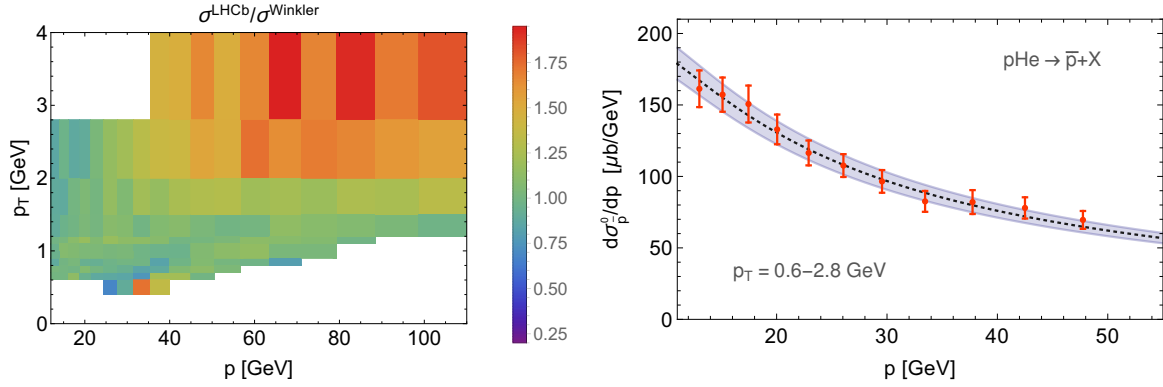 σ^LHCb/σ^Winkler
4
3
2
1
0
p_T [GeV]
20 40 60 80 100
p [GeV]
1.75
1.50
1.25
1.00
0.75
0.50
0.25
200
150
100
50
0
dσ^0_p̄/dp [μb/GeV]
pHe → p̄+X
p_T = 0.6–2.8 GeV
20 30 40 50
p [GeV]